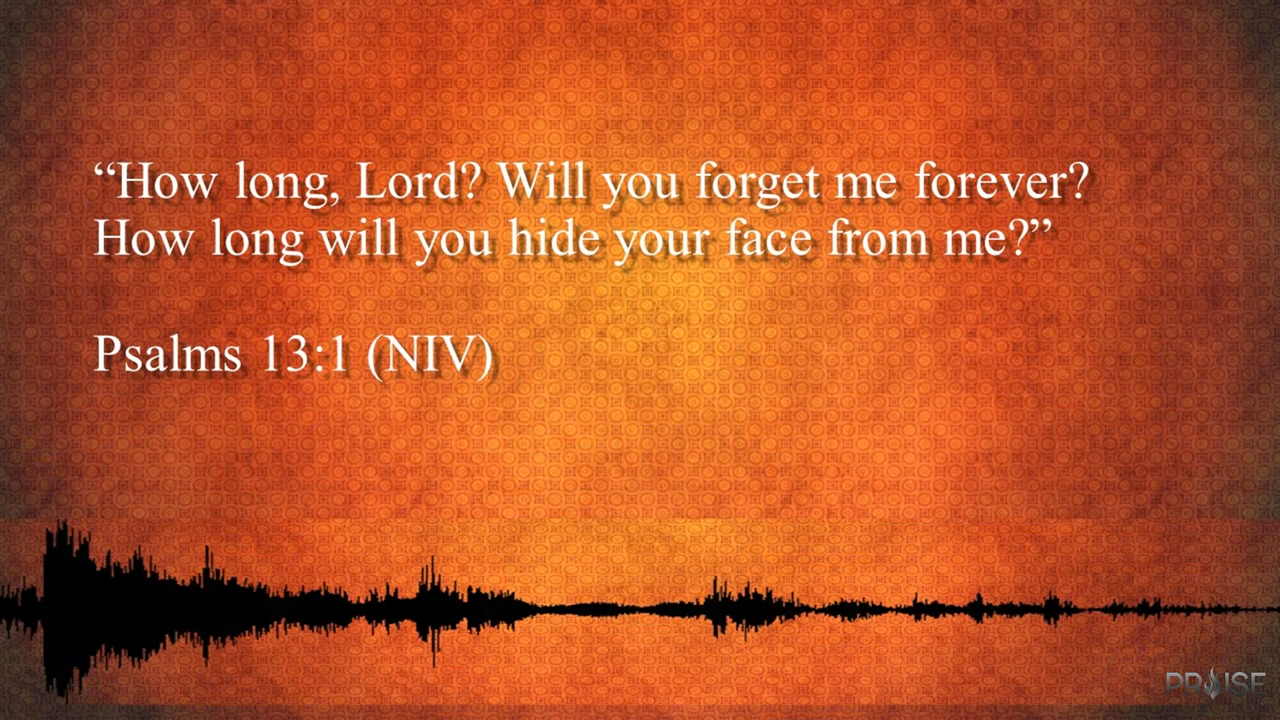 “How long, Lord? Will you forget me forever?
How long will you hide your face from me?”
Psalms 13:1 (NIV)
PRAISE